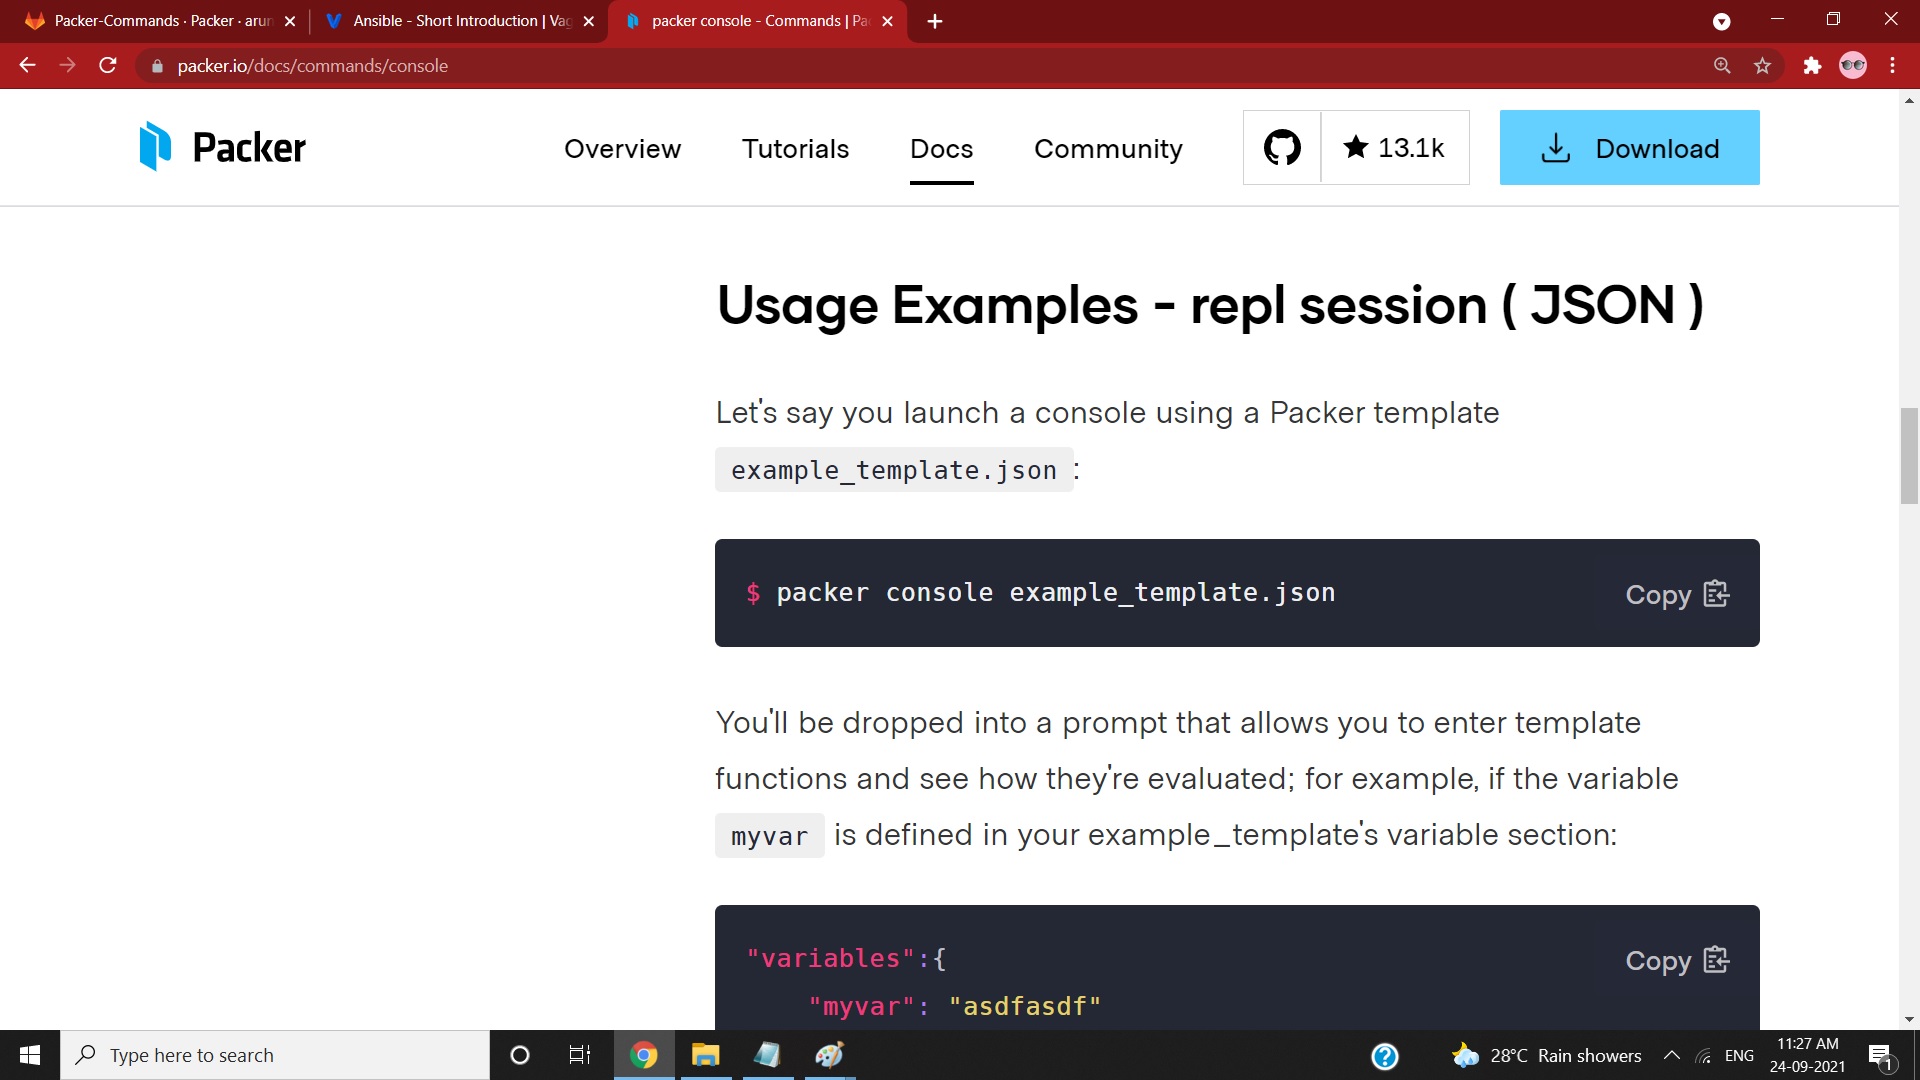 Packer-Commands · Packer · arun
Ansible - Short Introduction | Vag
packer console - Commands | Pa
packer.io/docs/commands/console
Packer
Overview
Tutorials
Docs
Community
13.1k
Download
Usage Examples - repl session ( JSON )
Let's say you launch a console using a Packer template
example_template.json :
$ packer console example_template.json
Copy
You'll be dropped into a prompt that allows you to enter template
functions and see how they're evaluated; for example, if the variable
myvar is defined in your example_template's variable section:
"variables":{
Copy
"myvar": "asdfasdf"
Type here to search
28°C Rain showers
ENG
11:27 AM
24-09-2021
1